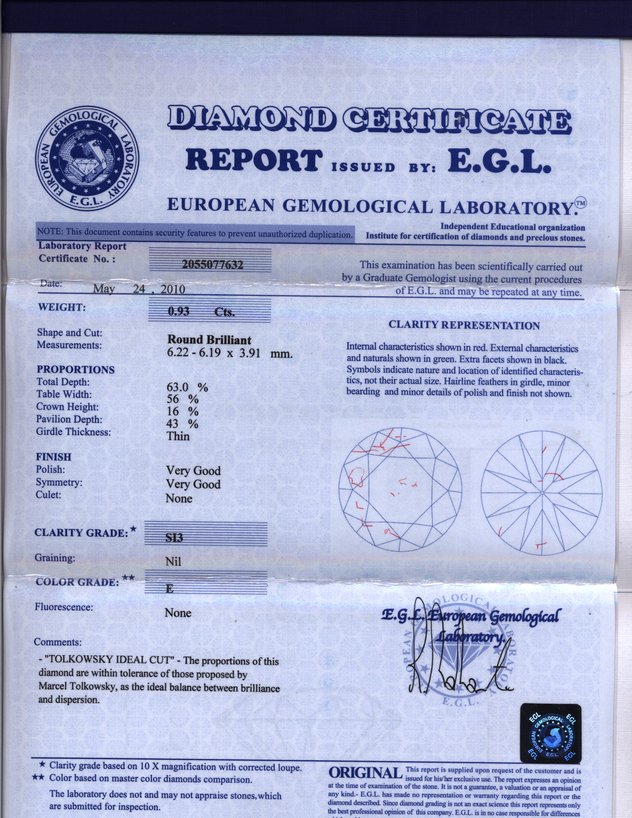 EUROPEAN GEMOLOGICAL LABORATORY
E.G.L.
DIAMOND CERTIFICATE
REPORT ISSUED BY: E.G.L.
EUROPEAN GEMOLOGICAL LABORATORY.™
NOTE: This document contains security features to prevent unauthorized duplication.
Independent Educational organization
Institute for certification of diamonds and precious stones.
Laboratory Report
Certificate No. : 2055077632
Date: May 24, 2010
This examination has been scientifically carried out
by a Graduate Gemologist using the current procedures
of E.G.L. and may be repeated at any time.
WEIGHT: 0.93 Cts.
Shape and Cut: Round Brilliant
Measurements: 6.22 - 6.19 x 3.91 mm.
PROPORTIONS
Total Depth: 63.0 %
Table Width: 56 %
Crown Height: 16 %
Pavilion Depth: 43 %
Girdle Thickness: Thin
FINISH
Polish: Very Good
Symmetry: Very Good
Culet: None
CLARITY REPRESENTATION
Internal characteristics shown in red. External characteristics
and naturals shown in green. Extra facets shown in black.
Symbols indicate nature and location of identified characteris-
tics, not their actual size. Hairline feathers in girdle, minor
bearding and minor details of polish and finish not shown.
CLARITY GRADE:★ SI3
Graining: Nil
COLOR GRADE:★★ E
Fluorescence: None
E.G.L. European Gemological
Laboratory.
Comments:
- "TOLKOWSKY IDEAL CUT" - The proportions of this
diamond are within tolerance of those proposed by
Marcel Tolkowsky, as the ideal balance between brilliance
and dispersion.
EUROPEAN GEMOLOGICAL LABORATORY
E.G.L.
EGL EGL
EGL EGL
★ Clarity grade based on 10 X magnification with corrected loupe.
★★ Color based on master color diamonds comparison.
The laboratory does not and may not appraise stones, which
are submitted for inspection.
ORIGINAL This report is supplied upon request of the customer and is
issued for his/her exclusive use. The report expresses an opinion
at the time of examination of the stone. It is not a guarantee, a valuation or an appraisal of
any kind.- E.G.L. has made no representation or warranty regarding this report or the
diamond described. Since diamond grading is not an exact science this report represents only
the best professional opinion of this company. E.G.L. is in no case responsible for differences